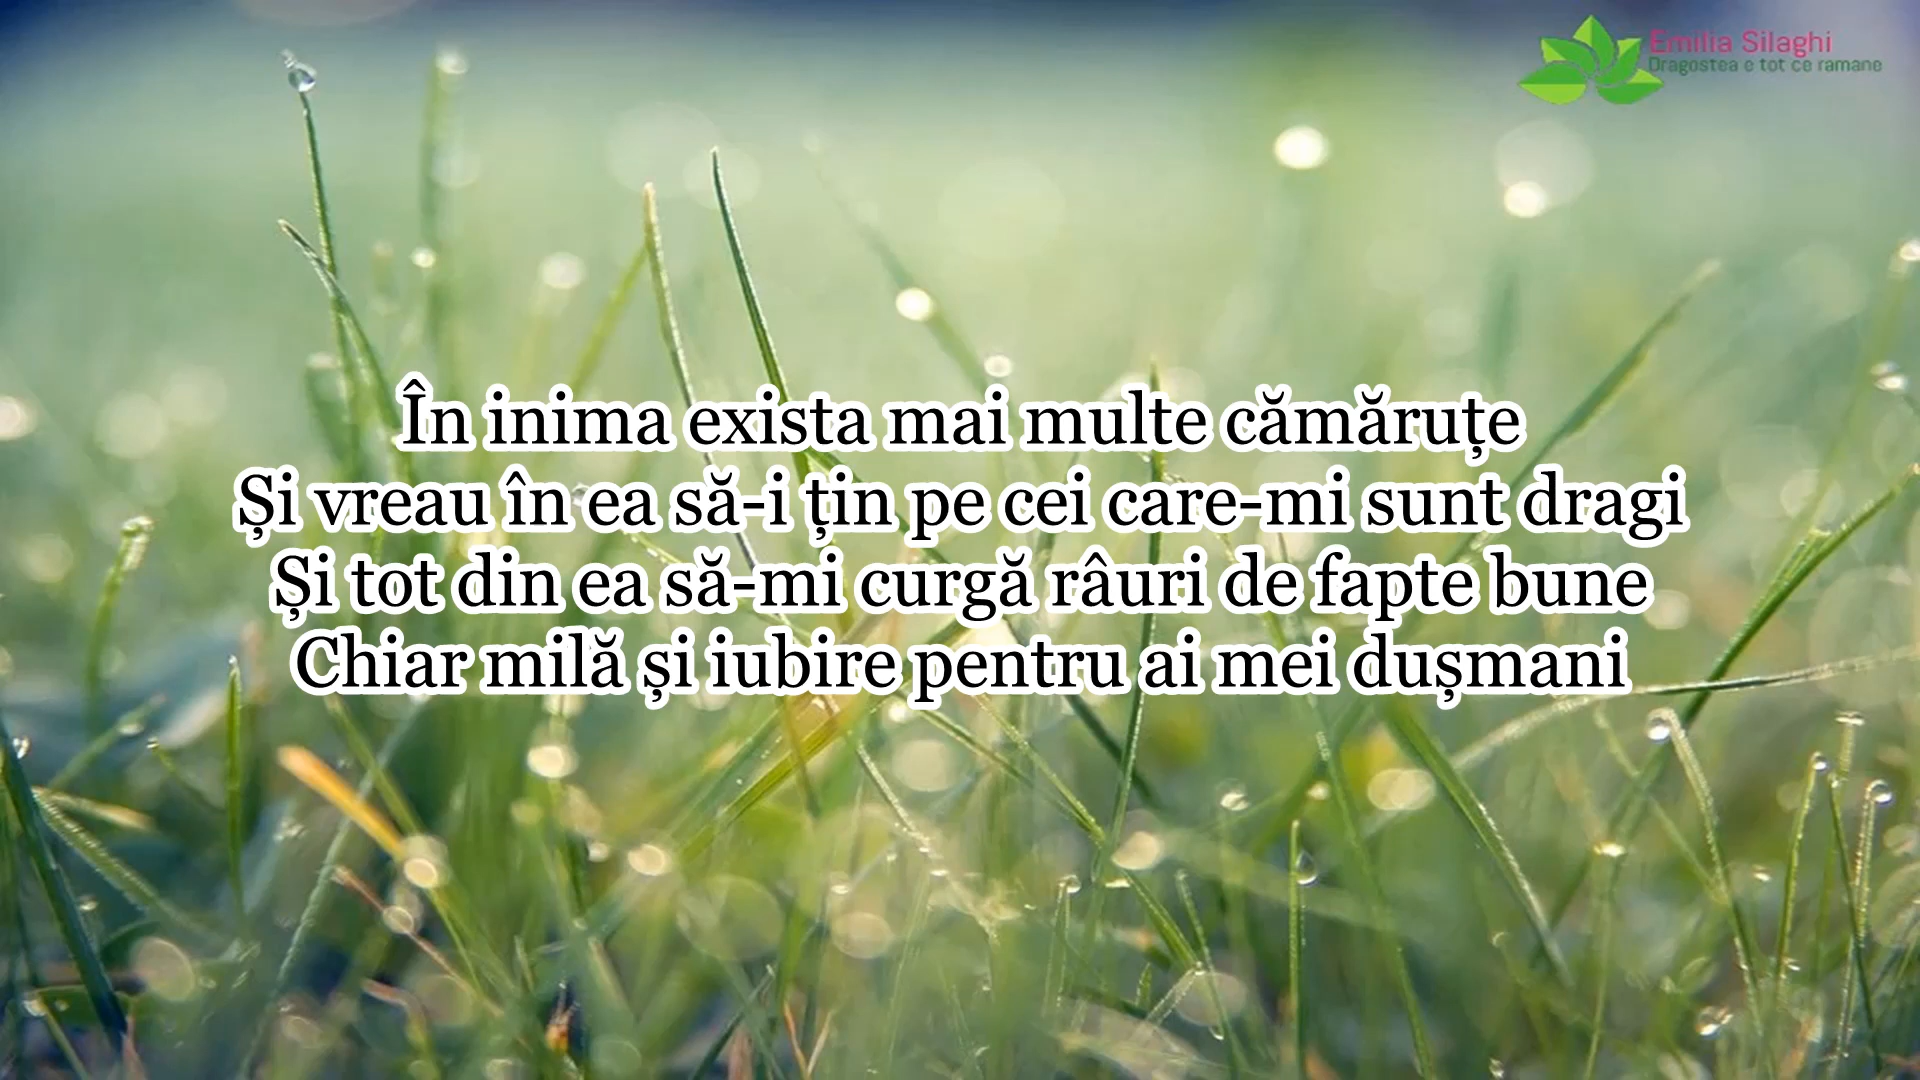 Emilia Silaghi
Dragostea e tot ce ramane
În inima exista mai multe cămăruțe
Și vreau în ea să-i țin pe cei care-mi sunt dragi
Și tot din ea să-mi curgă râuri de fapte bune
Chiar milă și iubire pentru ai mei dușmani